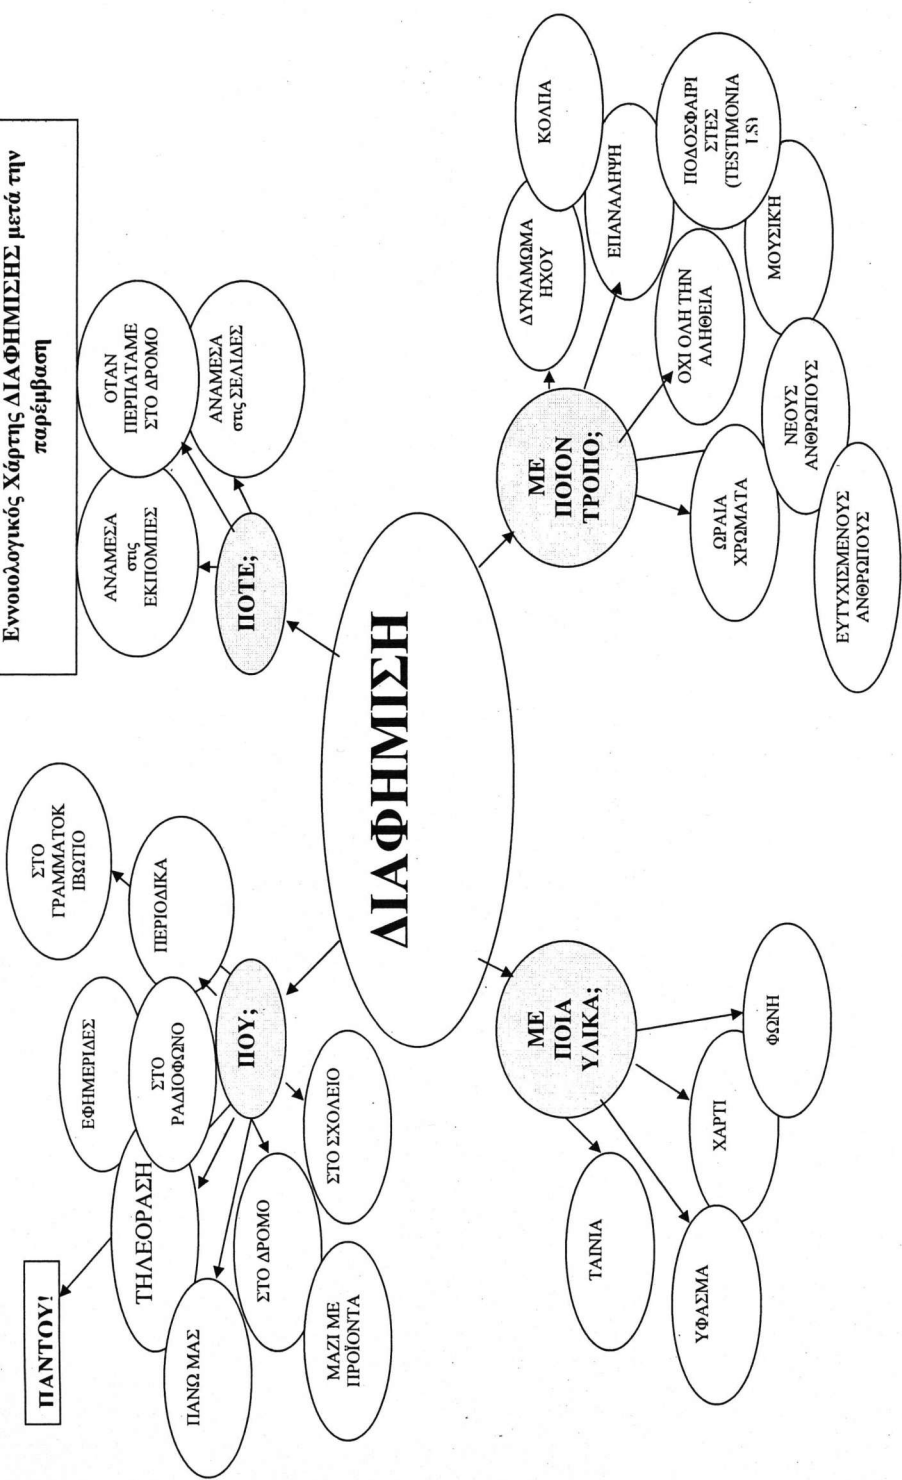 Εννοιολογικός Χάρτης ΔΙΑΦΗΜΙΣΗΣ μετά την
παρέμβαση
ΠΑΝΤΟΥ!
ΣΤΟ
ΓΡΑΜΜΑΤΟΚ
ΙΒΩΤΙΟ
ΕΦΗΜΕΡΙΔΕΣ
ΠΕΡΙΟΔΙΚΑ
ΤΗΛΕΟΡΑΣΗ
ΣΤΟ
ΡΑΔΙΟΦΩΝΟ
ΠΑΝΩ ΜΑΣ
ΠΟΥ;
ΣΤΟ ΔΡΟΜΟ
ΣΤΟ ΣΧΟΛΕΙΟ
ΜΑΖΙ ΜΕ
ΠΡΟΪΟΝΤΑ
ΑΝΑΜΕΣΑ
στις
ΕΚΠΟΜΠΕΣ
ΟΤΑΝ
ΠΕΡΠΑΤΑΜΕ
ΣΤΟ ΔΡΟΜΟ
ΑΝΑΜΕΣΑ
στις ΣΕΛΙΔΕΣ
ΠΟΤΕ;
ΔΙΑΦΗΜΙΣΗ
ΜΕ
ΠΟΙΑ
ΥΛΙΚΑ;
ΤΑΙΝΙΑ
ΥΦΑΣΜΑ
ΧΑΡΤΙ
ΦΩΝΗ
ΜΕ
ΠΟΙΟΝ
ΤΡΟΠΟ;
ΔΥΝΑΜΩΜΑ
ΗΧΟΥ
ΚΟΛΠΑ
ΕΠΑΝΑΛΗΨΗ
ΟΧΙ ΟΛΗ ΤΗΝ
ΑΛΗΘΕΙΑ
ΠΟΔΟΣΦΑΙΡΙ
ΣΤΕΣ
(TESTIMONIA
LS)
ΩΡΑΙΑ
ΧΡΩΜΑΤΑ
ΜΟΥΣΙΚΉ
ΝΕΟΥΣ
ΑΝΘΡΩΠΟΥΣ
ΕΥΤΥΧΙΣΜΕΝΟΥΣ
ΑΝΘΡΩΠΟΥΣ